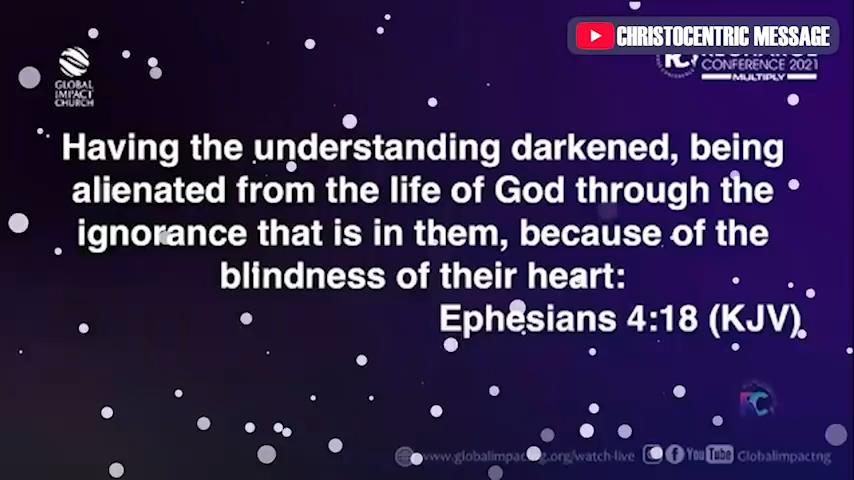 CHRISTOCENTRIC MESSAGE
GLOBAL
IMPACT
CHURCH
CONFERENCE 2021
MULTIPLY
Having the understanding darkened, being
alienated from the life of God through the
ignorance that is in them, because of the
blindness of their heart:
Ephesians 4:18 (KJV)
www.globalimpactng.org/watch-live YouTube Globalimpactng